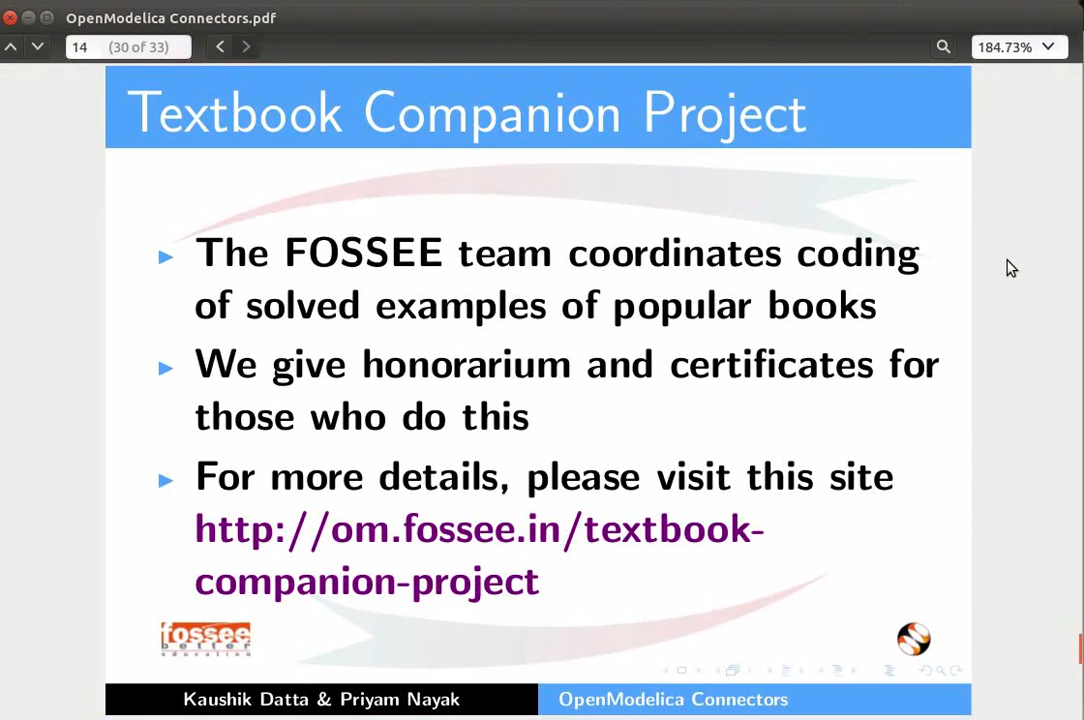 OpenModelica Connectors.pdf
14 (30 of 33) 184.73%
Textbook Companion Project
The FOSSEE team coordinates coding
of solved examples of popular books
We give honorarium and certificates for
those who do this
For more details, please visit this site
http://om.fossee.in/textbook-
companion-project
fossee
better
education
Kaushik Datta & Priyam Nayak OpenModelica Connectors